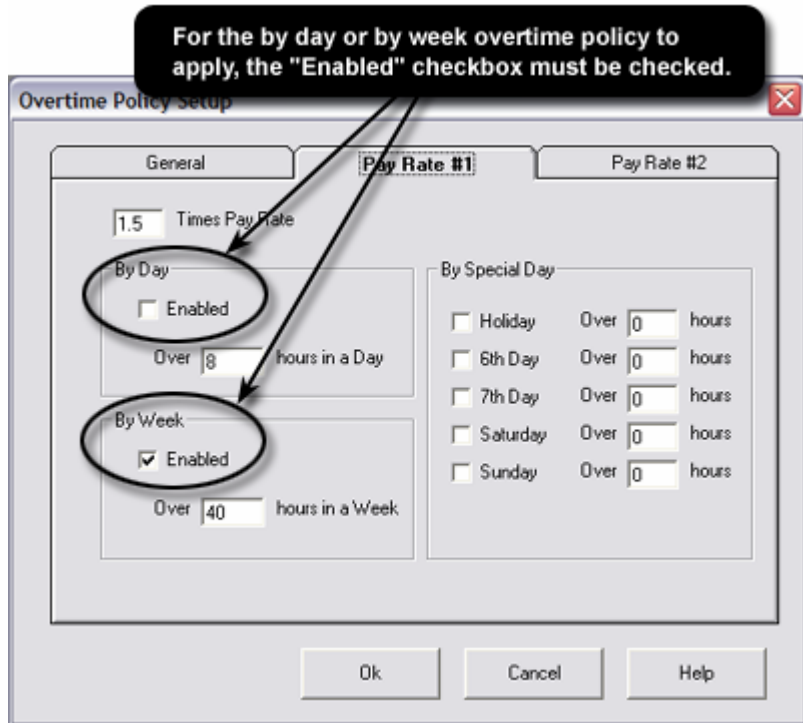 For the by day or by week overtime policy to
apply, the "Enabled" checkbox must be checked.
Overtime Policy Setup
General
Pay Rate #1
Pay Rate #2
1.5 Times Pay Rate
By Day
Enabled
Over 8 hours in a Day
By Week
Enabled
Over 40 hours in a Week
By Special Day
Holiday Over 0 hours
6th Day Over 0 hours
7th Day Over 0 hours
Saturday Over 0 hours
Sunday Over 0 hours
Ok
Cancel
Help